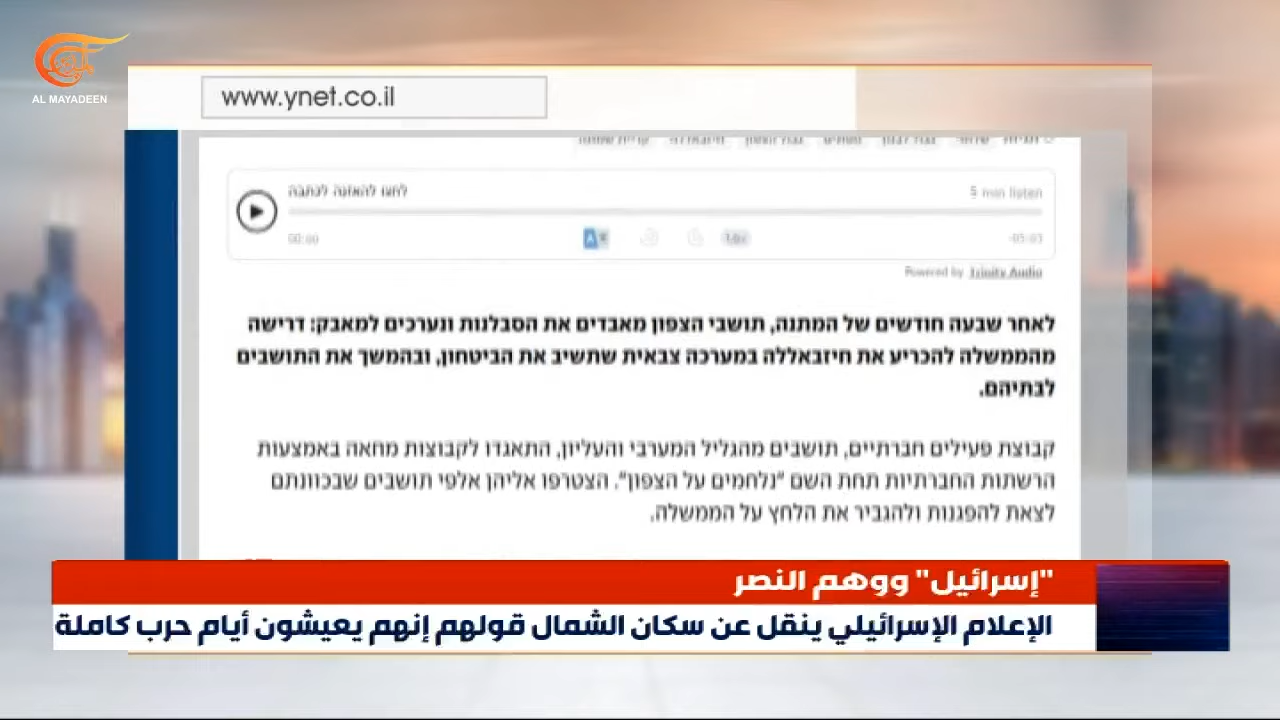 AL MAYADEEN
www.ynet.co.il
לחצו להאזנה לכתבה
5 min listen
00:00
1.0x
-05:03
Powered by Trinity Audio
לאחר שבעה חודשים של המתנה, תושבי הצפון מאבדים את הסבלנות ונערכים למאבק: דרישה
מהממשלה להכריע את חיזבאללה במערכה צבאית שתשיב את הביטחון, ובהמשך את התושבים
לבתיהם.
קבוצת פעילים חברתיים, תושבים מהגליל המערבי והעליון, התאגדו לקבוצות מחאה באמצעות
הרשתות החברתיות תחת השם "נלחמים על הצפון". הצטרפו אליהן אלפי תושבים שבכוונתם
לצאת להפגנות ולהגביר את הלחץ על הממשלה.
"إسرائيل" ووهم النصر
الإعلام الإسرائيلي ينقل عن سكان الشمال قولهم إنهم يعيشون أيام حرب كاملة